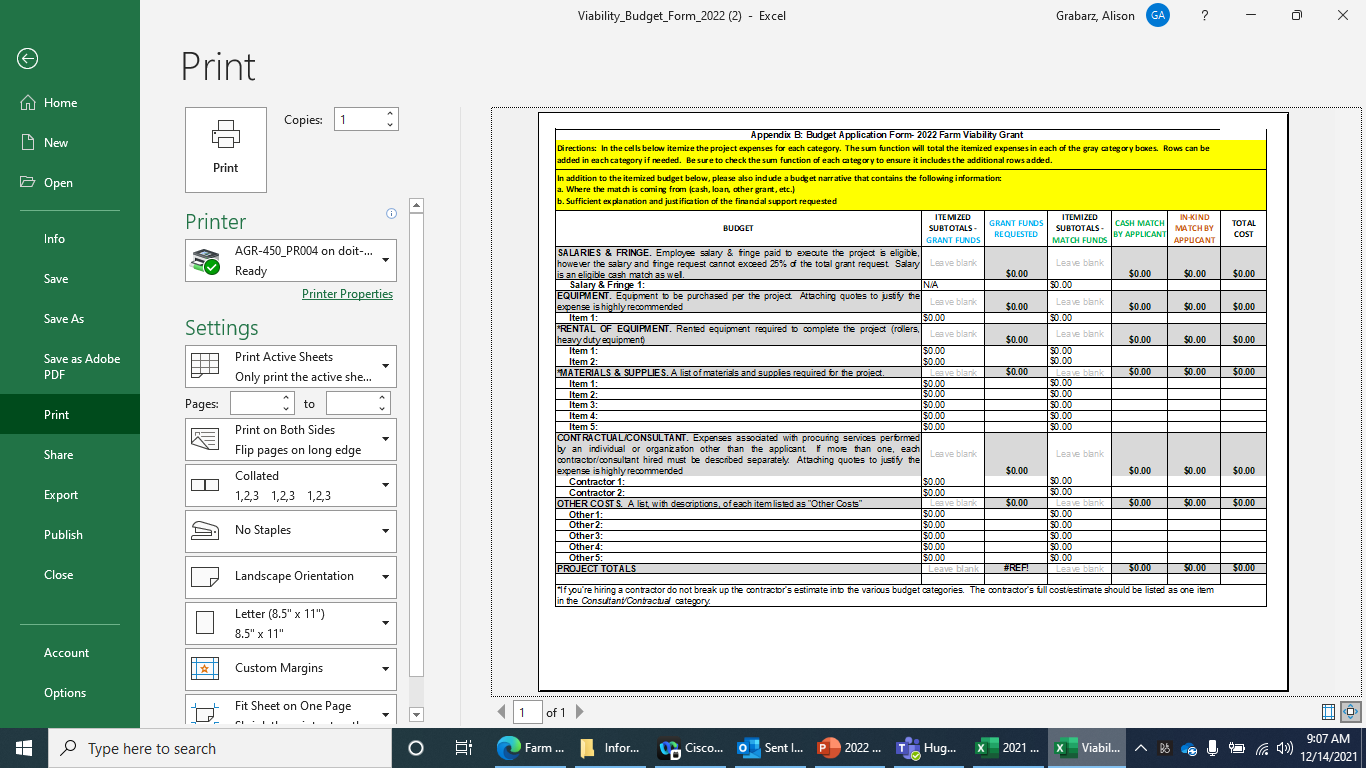 Viability_Budget_Form_2022 (2) - Excel
Grabarz, Alison
GA
?
Home
New
Open
Info
Save
Save As
Save as Adobe
PDF
Print
Share
Export
Publish
Close
Account
Options
Print
Print
Copies: 1
Printer
AGR-450_PR004 on doit-...
Ready
Printer Properties
Settings
Print Active Sheets
Only print the active she...
Pages: to
Print on Both Sides
Flip pages on long edge
Collated
1,2,3 1,2,3 1,2,3
No Staples
Landscape Orientation
Letter (8.5" x 11")
8.5" x 11"
Custom Margins
Fit Sheet on One Page
Appendix B: Budget Application Form- 2022 Farm Viability Grant
Directions: In the cells below itemize the project expenses for each category. The sum function will total the itemized expenses in each of the gray category boxes. Rows can be
added in each category if needed. Be sure to check the sum function of each category to ensure it includes the additional rows added.
In addition to the itemized budget below, please also include a budget narrative that contains the following information:
a. Where the match is coming from (cash, loan, other grant, etc.)
b. Sufficient explanation and justification of the financial support requested
BUDGET
ITEMIZED
SUBTOTALS -
GRANT FUNDS
GRANT FUNDS
REQUESTED
ITEMIZED
SUBTOTALS -
MATCH FUNDS
CASH MATCH
BY APPLICANT
IN-KIND
MATCH BY
APPLICANT
TOTAL
COST
SALARIES & FRINGE. Employee salary & fringe paid to execute the project is eligible,
however the salary and fringe request cannot exceed 25% of the total grant request. Salary
is an eligible cash match as well.
Leave blank $0.00 Leave blank $0.00 $0.00 $0.00
Salary & Fringe 1: N/A $0.00
EQUIPMENT. Equipment to be purchased per the project. Attaching quotes to justify the
expense is highly recommended
Leave blank $0.00 Leave blank $0.00 $0.00 $0.00
Item 1: $0.00 $0.00
*RENTAL OF EQUIPMENT. Rented equipment required to complete the project (rollers,
heavy duty equipment)
Leave blank $0.00 Leave blank $0.00 $0.00 $0.00
Item 1: $0.00 $0.00
Item 2: $0.00 $0.00
*MATERIALS & SUPPLIES. A list of materials and supplies required for the project. Leave blank $0.00 Leave blank $0.00 $0.00 $0.00
Item 1: $0.00 $0.00
Item 2: $0.00 $0.00
Item 3: $0.00 $0.00
Item 4: $0.00 $0.00
Item 5: $0.00 $0.00
CONTRACTUAL/CONSULTANT. Expenses associated with procuring services performed
by an individual or organization other than the applicant. If more than one, each
contractor/consultant hired must be described separately. Attaching quotes to justify the
expense is highly recommended
Leave blank $0.00 Leave blank $0.00 $0.00 $0.00
Contractor 1: $0.00 $0.00
Contractor 2: $0.00 $0.00
OTHER COSTS. A list, with descriptions, of each item listed as "Other Costs" Leave blank $0.00 Leave blank $0.00 $0.00 $0.00
Other 1: $0.00 $0.00
Other 2: $0.00 $0.00
Other 3: $0.00 $0.00
Other 4: $0.00 $0.00
Other 5: $0.00 $0.00
PROJECT TOTALS Leave blank #REF! Leave blank $0.00 $0.00 $0.00
*If you're hiring a contractor do not break up the contractor's estimate into the various budget categories. The contractor's full cost/estimate should be listed as one item
in the Consultant/Contractual category.
1 of 1
Type here to search
Farm ...
Infor...
Cisco...
Sent I...
2022 ...
Hug...
2021 ...
Viabil...
9:07 AM
12/14/2021